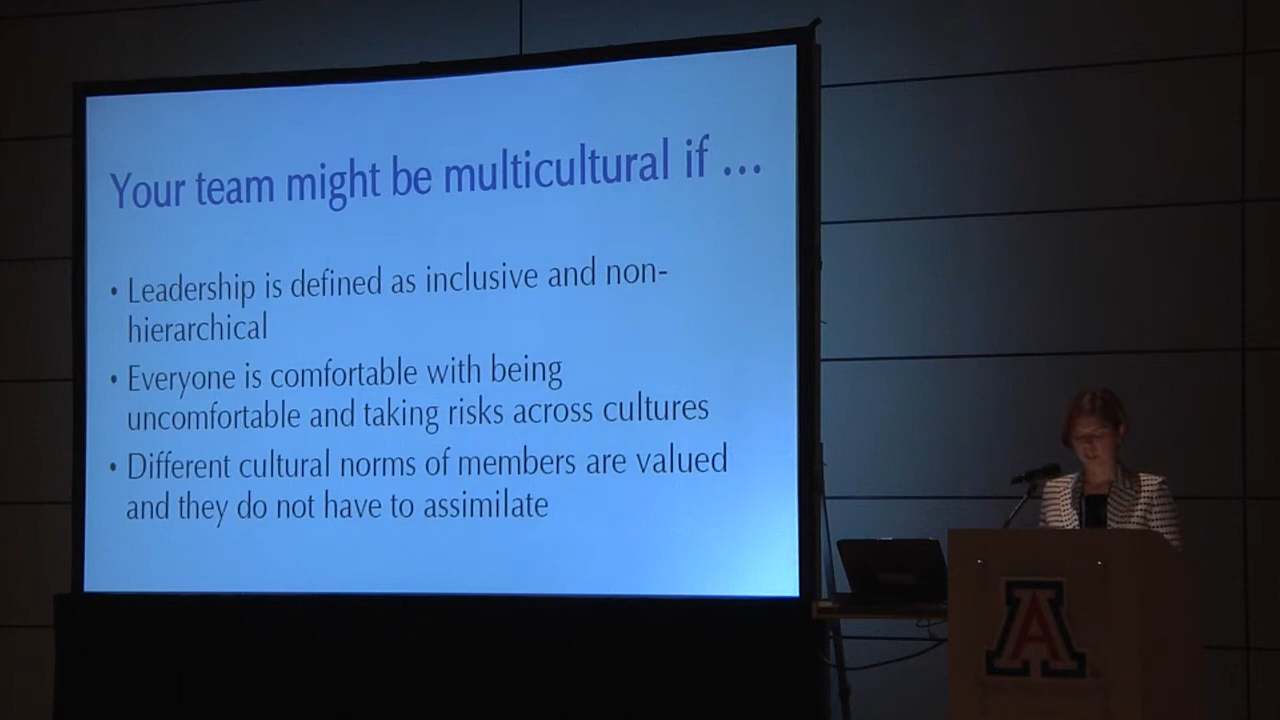 Your team might be multicultural if ...
• Leadership is defined as inclusive and non-
hierarchical
• Everyone is comfortable with being
uncomfortable and taking risks across cultures
• Different cultural norms of members are valued
and they do not have to assimilate
A